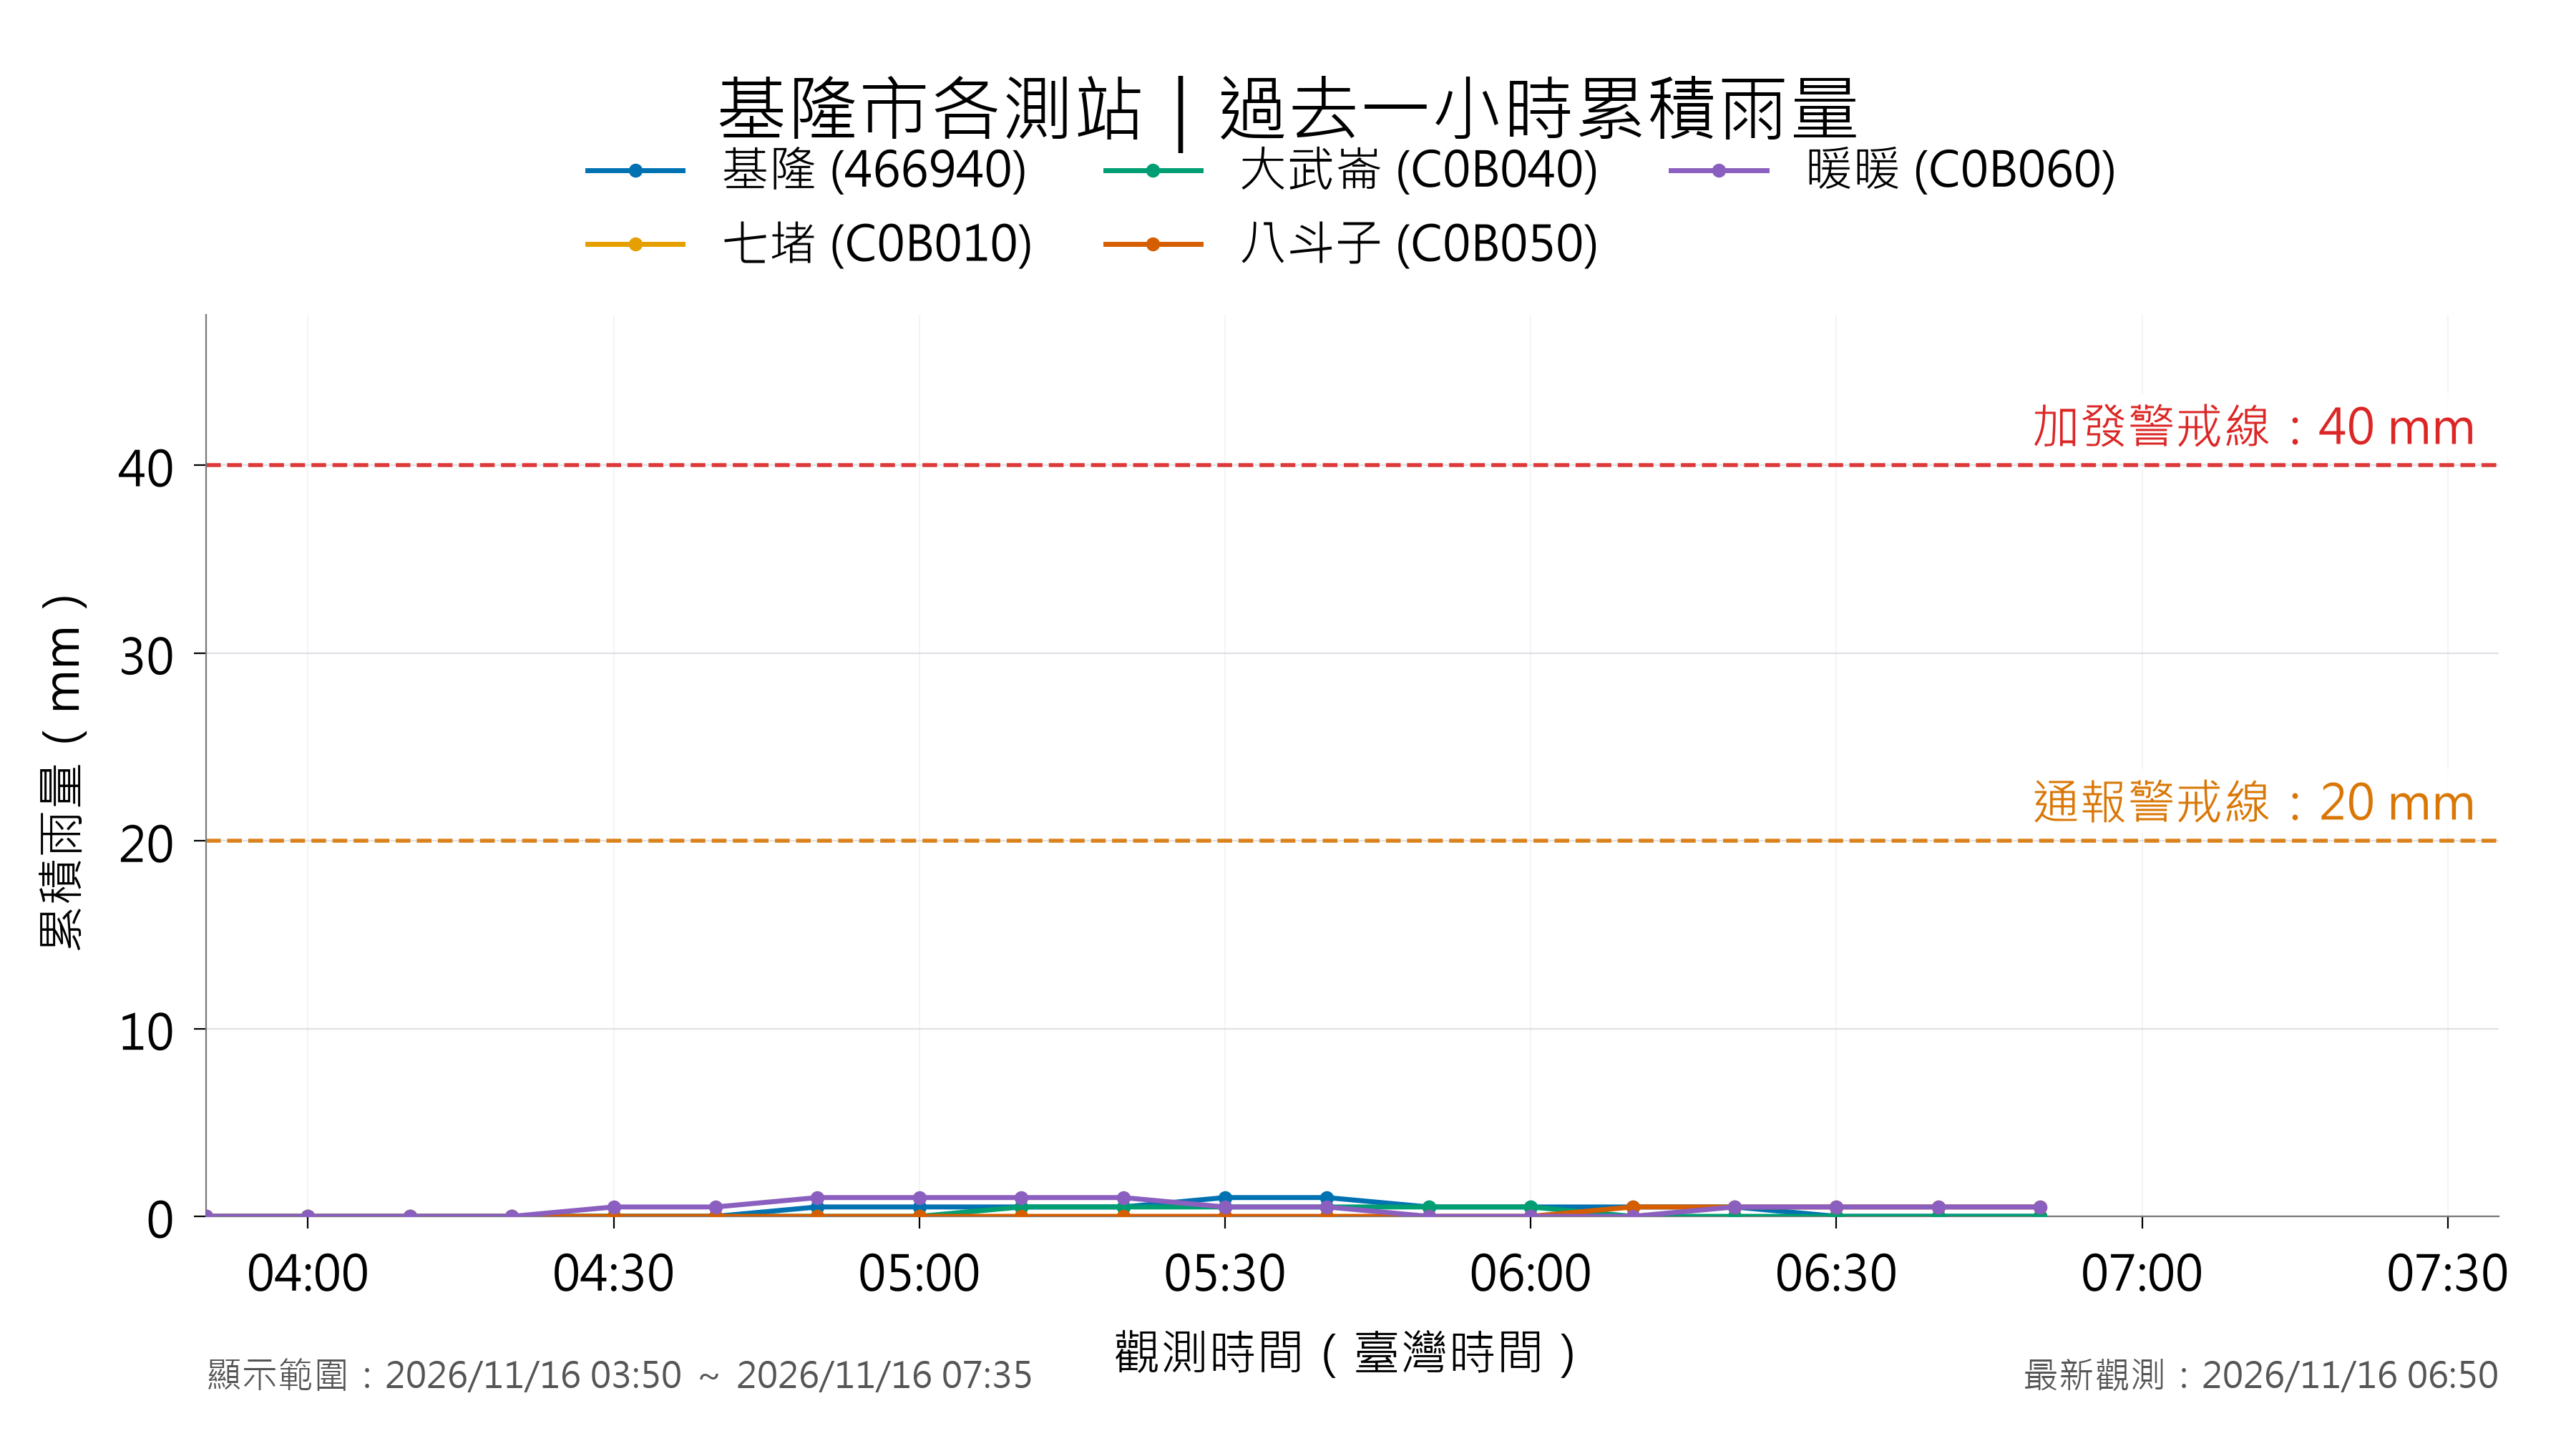 基隆市各測站｜過去一小時累積雨量
基隆 (466940) 大武崙 (C0B040) 暖暖 (C0B060)
七堵 (C0B010) 八斗子 (C0B050)
累積雨量（mm）
40
30
20
10
0
加發警戒線：40 mm
通報警戒線：20 mm
04:00 04:30 05:00 05:30 06:00 06:30 07:00 07:30
觀測時間（臺灣時間）
顯示範圍：2026/11/16 03:50 ~ 2026/11/16 07:35
最新觀測：2026/11/16 06:50